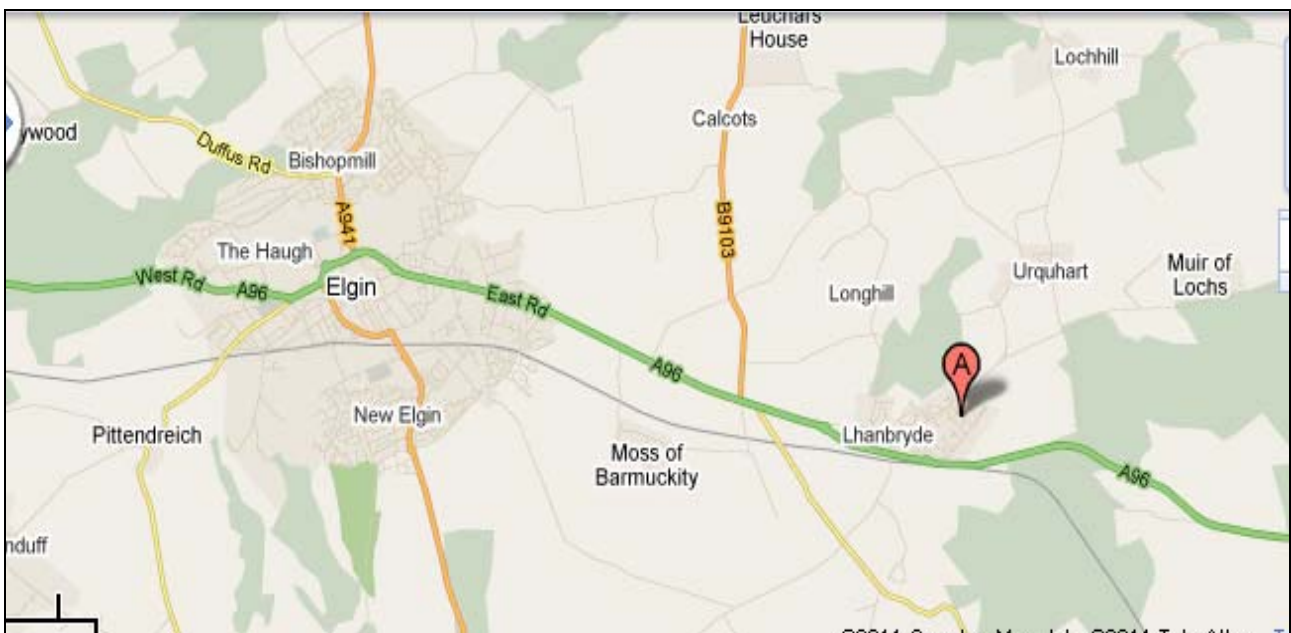 Leuchars
House
Lochhill
Calcots
ywood
Duffus Rd
Bishopmill
A941
B9103
The Haugh
Urquhart
Muir of
Lochs
West Rd
A96
Elgin
East Rd
Longhill
A96
A
New Elgin
Pittendreich
Lhanbryde
Moss of
Barmuckity
A96
nduff